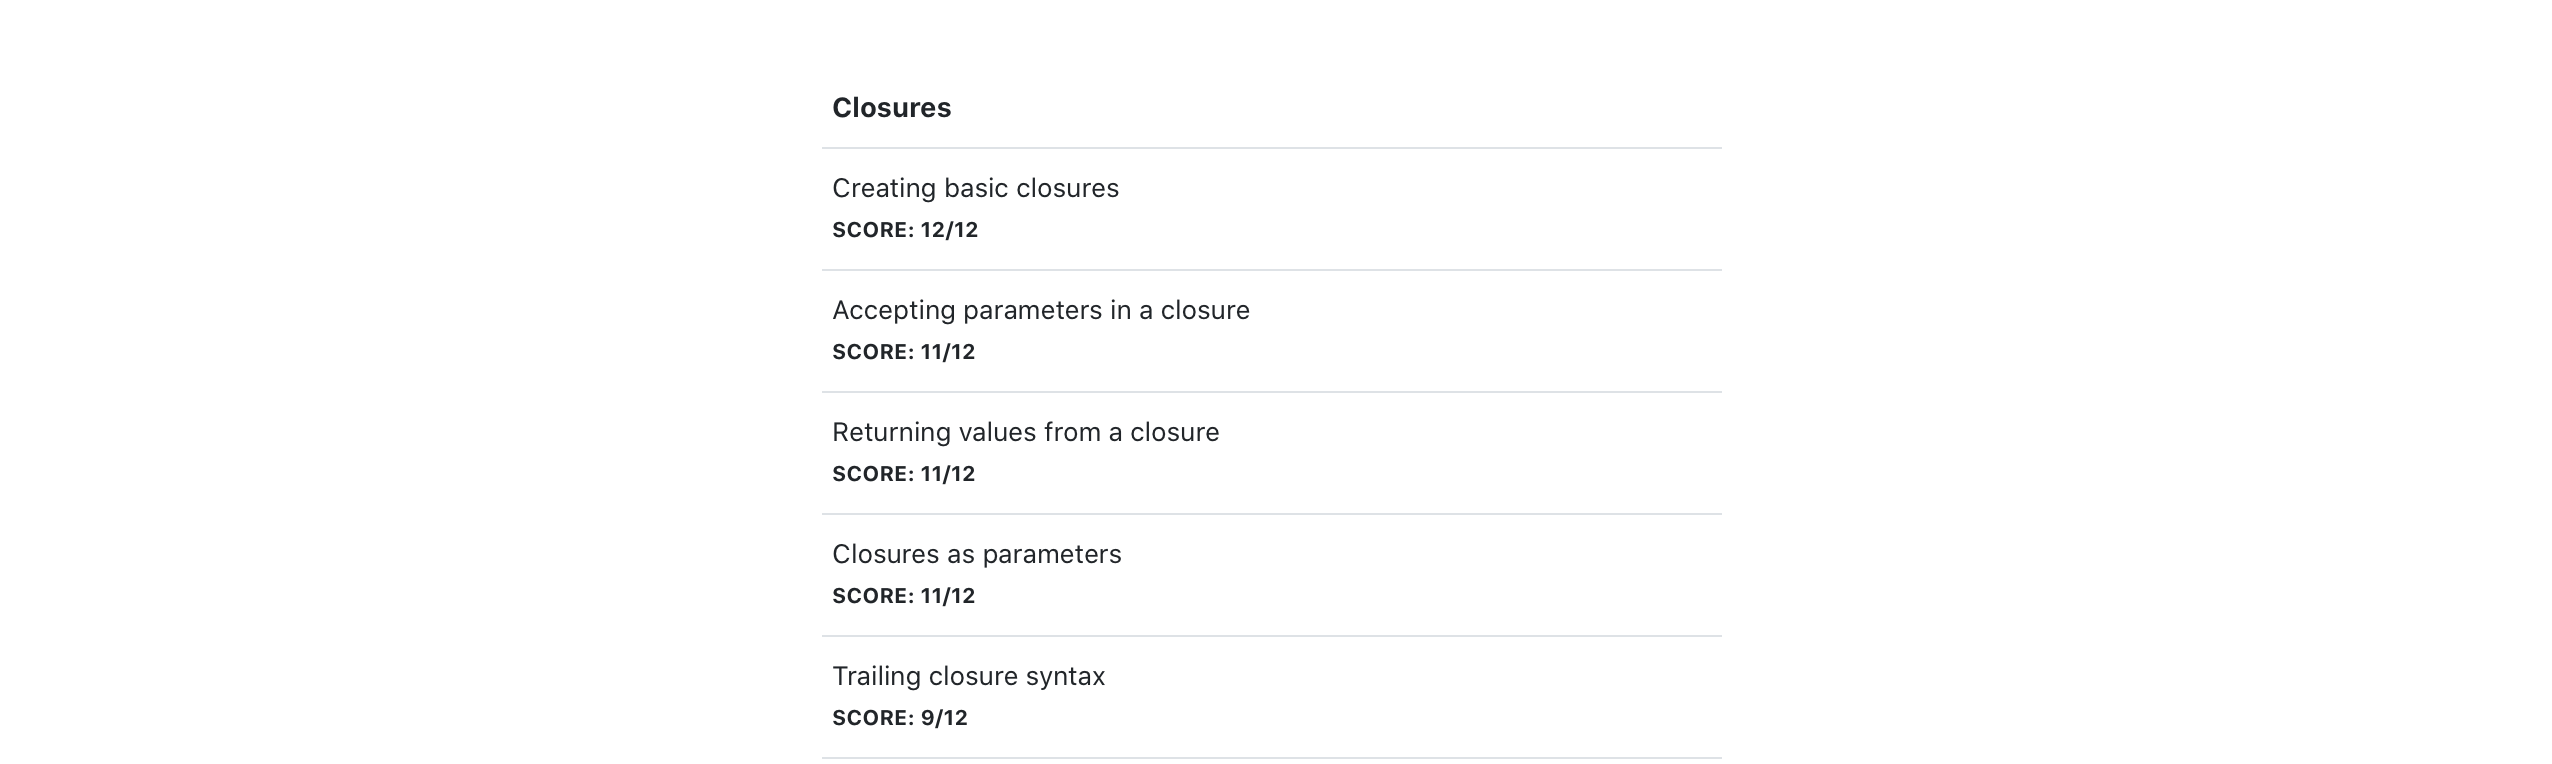 Closures
Creating basic closures
SCORE: 12/12
Accepting parameters in a closure
SCORE: 11/12
Returning values from a closure
SCORE: 11/12
Closures as parameters
SCORE: 11/12
Trailing closure syntax
SCORE: 9/12